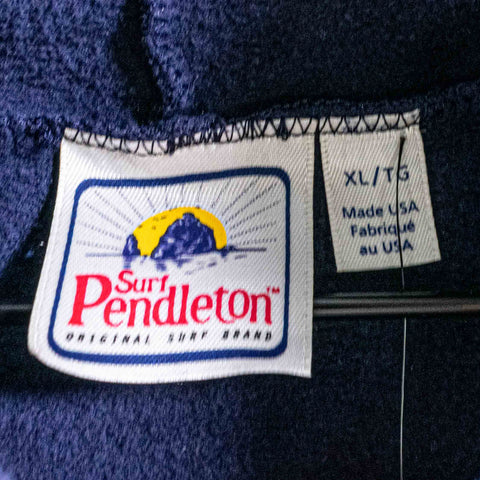 Surf
Pendleton™
ORIGINAL SURF BRAND
XL/TG
Made USA
Fabriqué
au USA